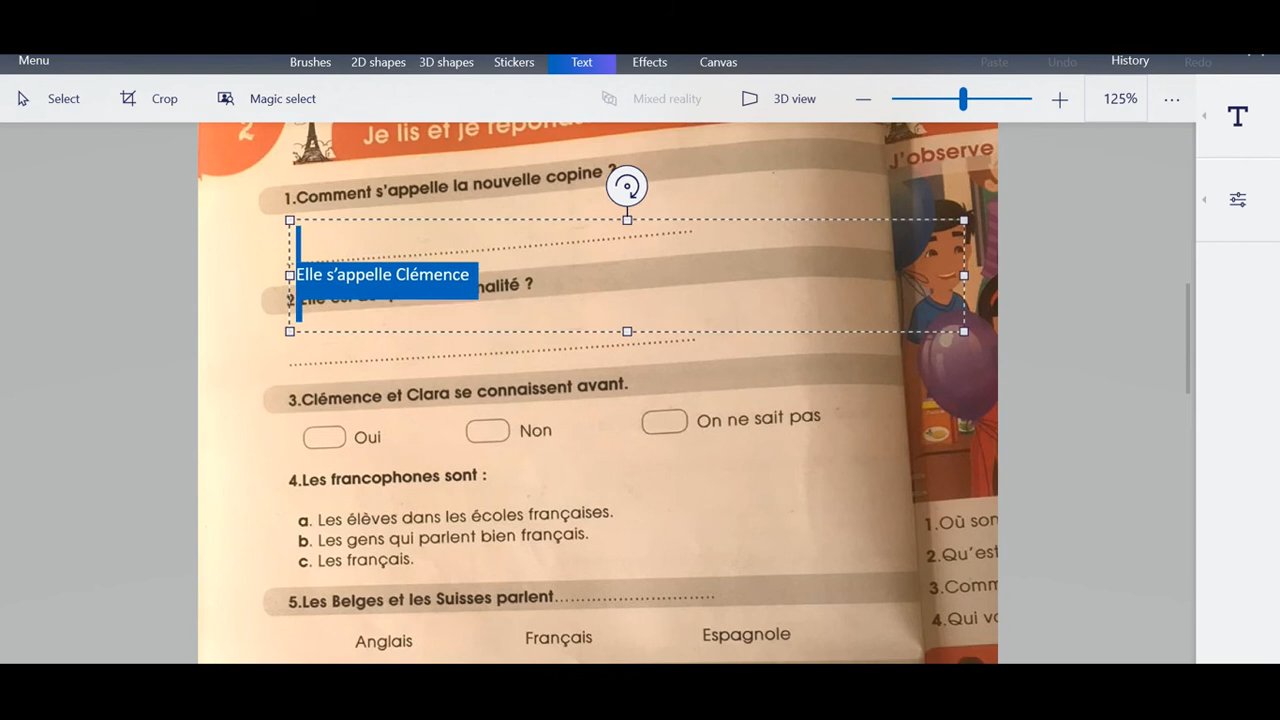 Menu
Brushes 2D shapes 3D shapes Stickers Text Effects Canvas Paste Undo History Redo
Select Crop Magic select Mixed reality 3D view 125% ...
2 Je lis et je réponds
1.Comment s'appelle la nouvelle copine ?
Elle s'appelle Clémence
nalité ?
3.Clémence et Clara se connaissent avant.
Oui Non On ne sait pas
4.Les francophones sont :
a. Les élèves dans les écoles françaises.
b. Les gens qui parlent bien français.
c. Les français.
5.Les Belges et les Suisses parlent..............................
Anglais Français Espagnole
J'observe
1.Où son
2.Qu'est
3.Comm
4.Qui vo
T